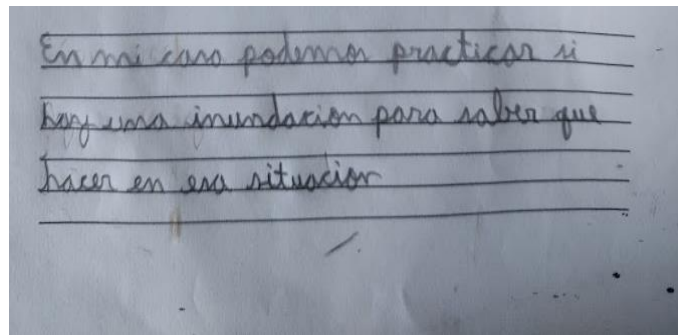 En mi caso podemos practicar si
hay una inundacion para saber que
hacer en esa situacion